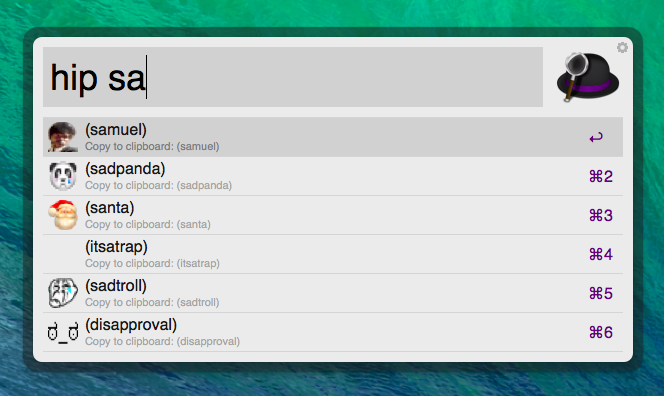 hip sa
(samuel)
Copy to clipboard: (samuel)
↩
(sadpanda)
Copy to clipboard: (sadpanda)
⌘2
(santa)
Copy to clipboard: (santa)
⌘3
(itsatrap)
Copy to clipboard: (itsatrap)
⌘4
(sadtroll)
Copy to clipboard: (sadtroll)
⌘5
ಠ_ಠ
(disapproval)
Copy to clipboard: (disapproval)
⌘6